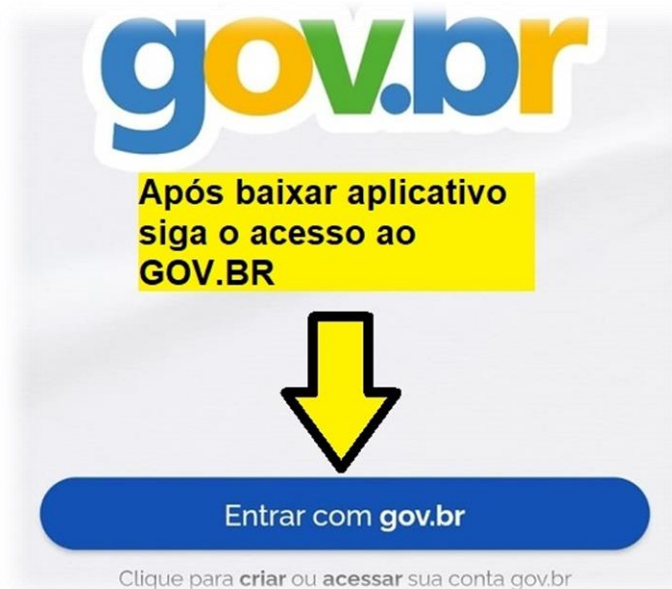 gov.br
Após baixar aplicativo
siga o acesso ao
GOV.BR
Entrar com gov.br
Clique para criar ou acessar sua conta gov.br